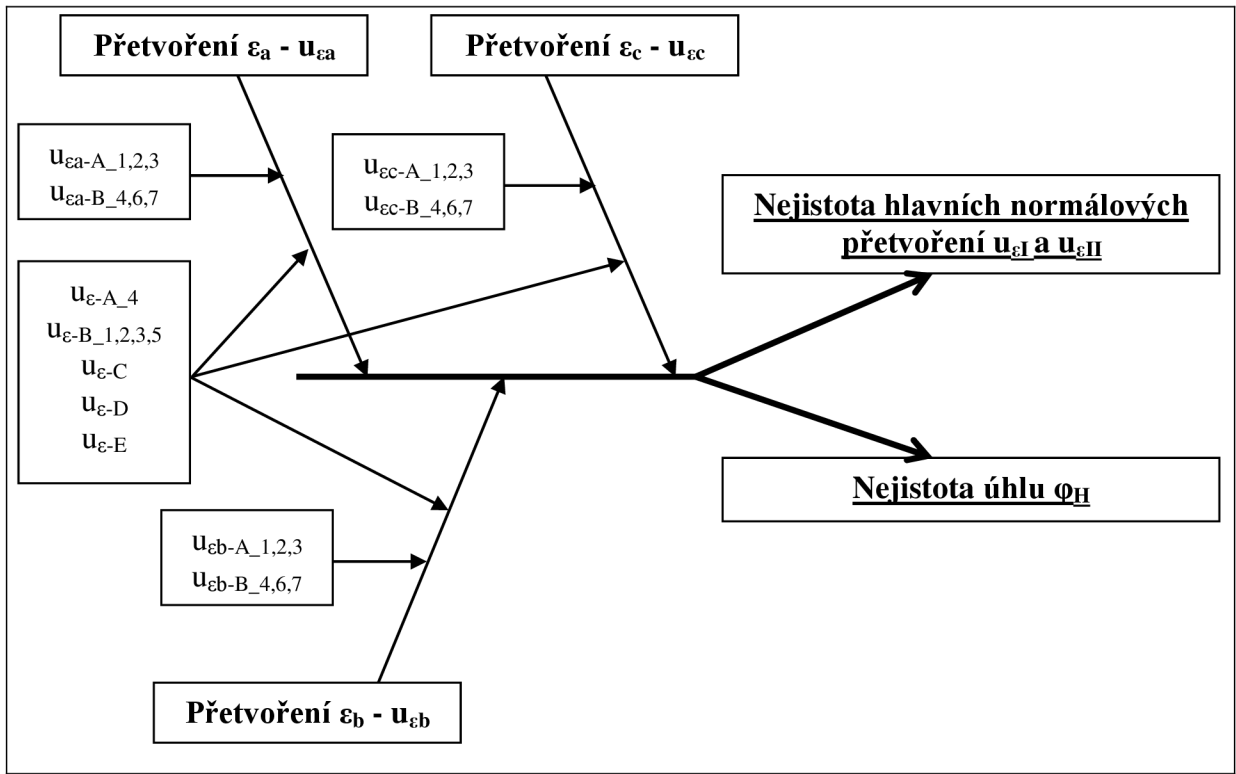 Přetvoření εa - uεa
Přetvoření εc - uεc
uεa-A_1,2,3
uεa-B_4,6,7
uεc-A_1,2,3
uεc-B_4,6,7
Nejistota hlavních normálových
přetvoření uεI a uεII
uε-A_4
uε-B_1,2,3,5
uε-C
uε-D
uε-E
Nejistota úhlu φH
uεb-A_1,2,3
uεb-B_4,6,7
Přetvoření εb - uεb